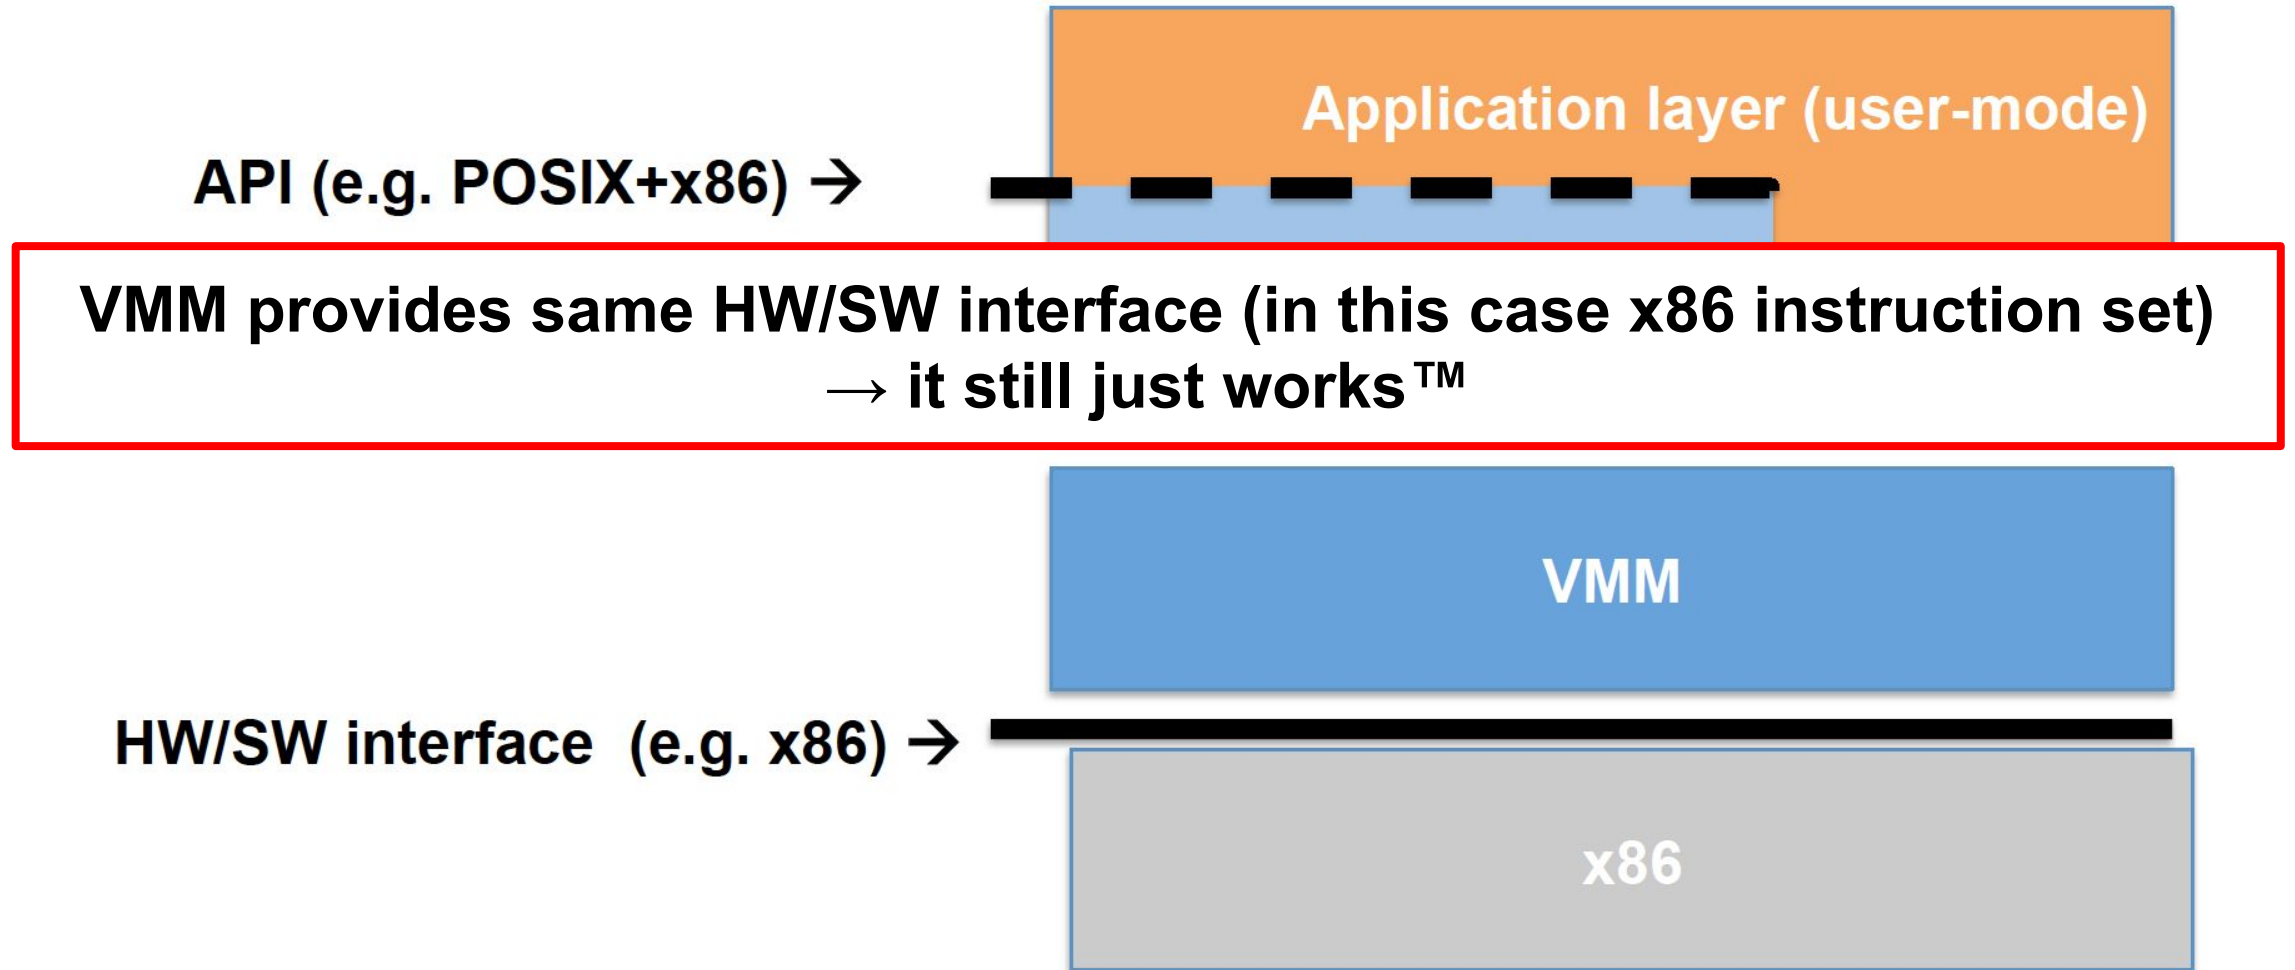 Application layer (user-mode)
API (e.g. POSIX+x86) →
VMM provides same HW/SW interface (in this case x86 instruction set)
→ it still just works™
VMM
HW/SW interface (e.g. x86) →
x86